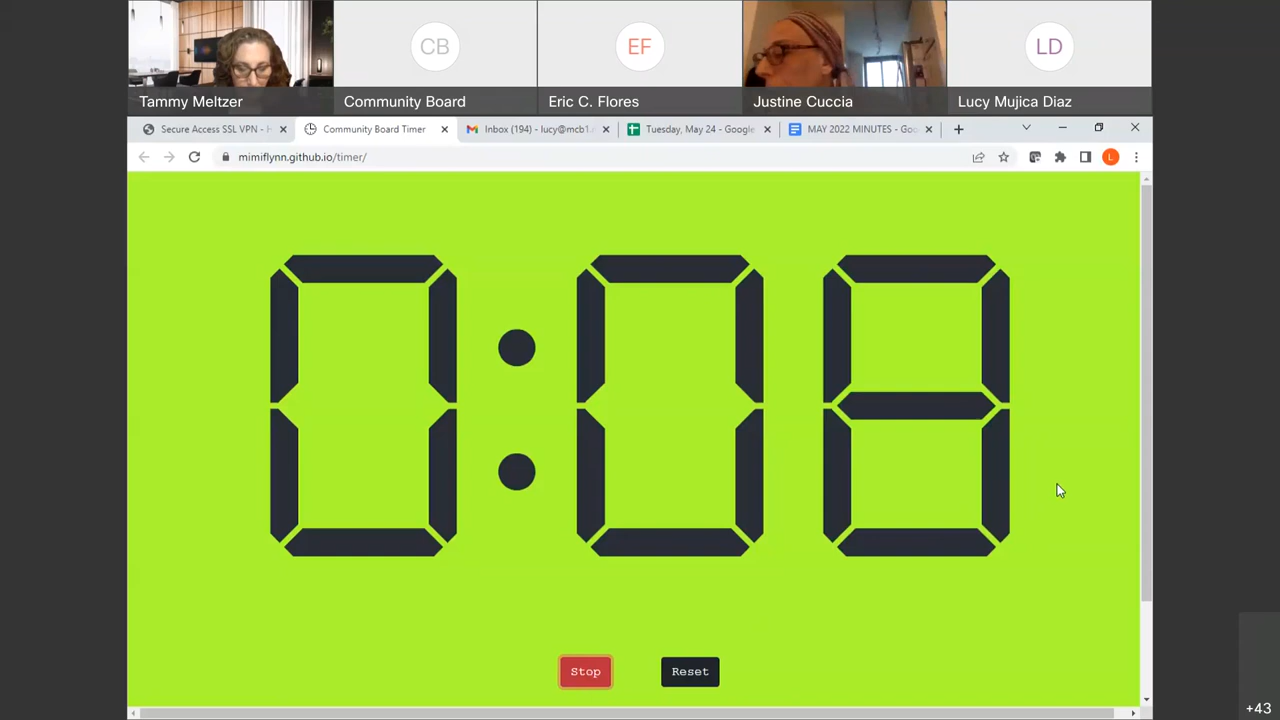 CB
EF
LD
Tammy Meltzer
Community Board
Eric C. Flores
Justine Cuccia
Lucy Mujica Diaz
Secure Access SSL VPN - H
Community Board Timer
Inbox (194) - lucy@mcb1.
Tuesday, May 24 - Google
MAY 2022 MINUTES - Goo
mimiflynn.github.io/timer/
L
0:08
Stop
Reset
+43